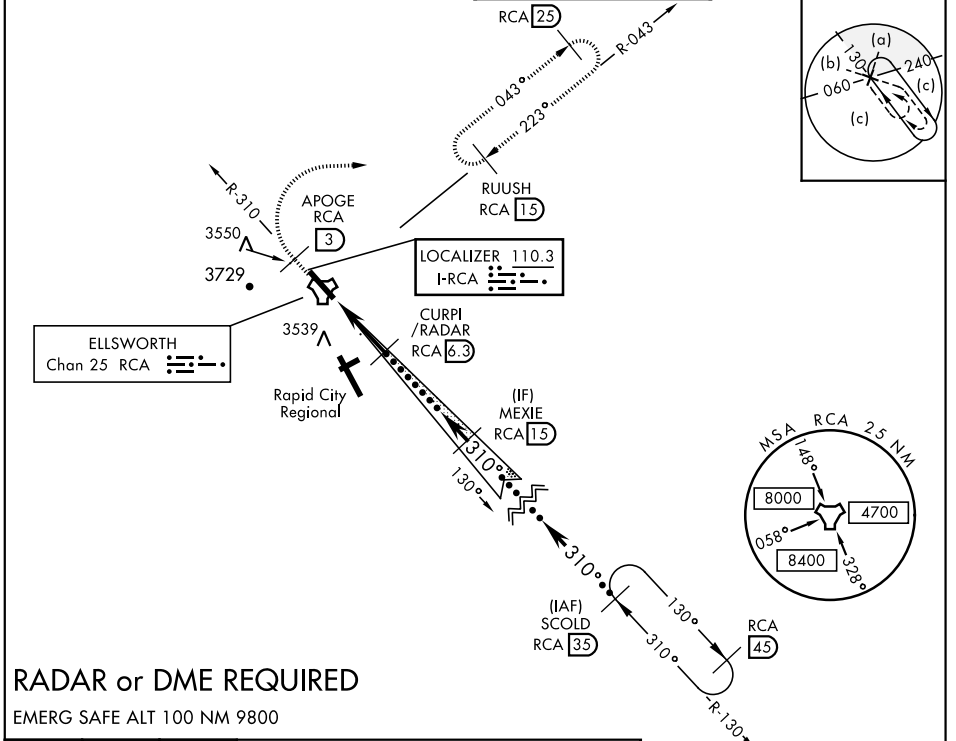 RCA 25
R-043
043°
223°
RUUSH
RCA 15
R-310
APOGE
RCA
3
3550
3729
LOCALIZER 110.3
I-RCA
ELLSWORTH
Chan 25 RCA
3539
CURPI
/RADAR
RCA 6.3
Rapid City
Regional
(IF)
MEXIE
RCA 15
310°
130°
310°
(IAF)
SCOLD
RCA 35
130°
310°
RCA
45
R-130
(a)
130
(b)
240
060
(c)
(c)
MSA RCA 25 NM
148°
8000
4700
058°
8400
328°
RADAR or DME REQUIRED
EMERG SAFE ALT 100 NM 9800